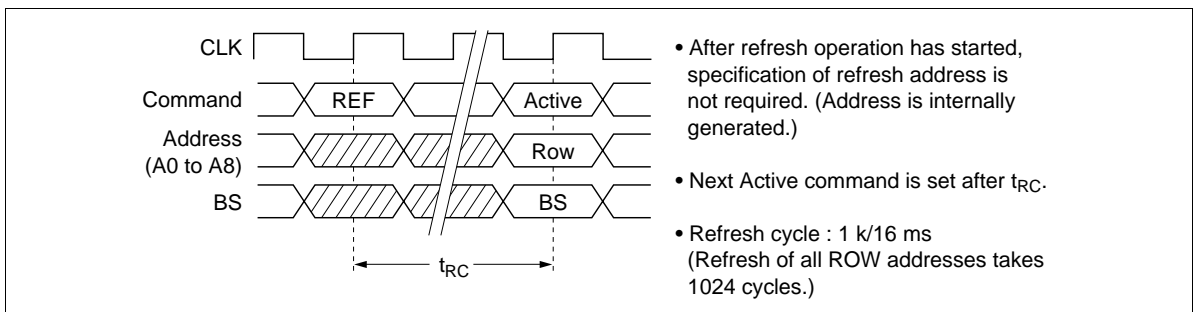 CLK
Command REF Active
Address
(A0 to A8) Row
BS BS
tRC
• After refresh operation has started,
specification of refresh address is
not required. (Address is internally
generated.)
• Next Active command is set after tRC.
• Refresh cycle : 1 k/16 ms
(Refresh of all ROW addresses takes
1024 cycles.)